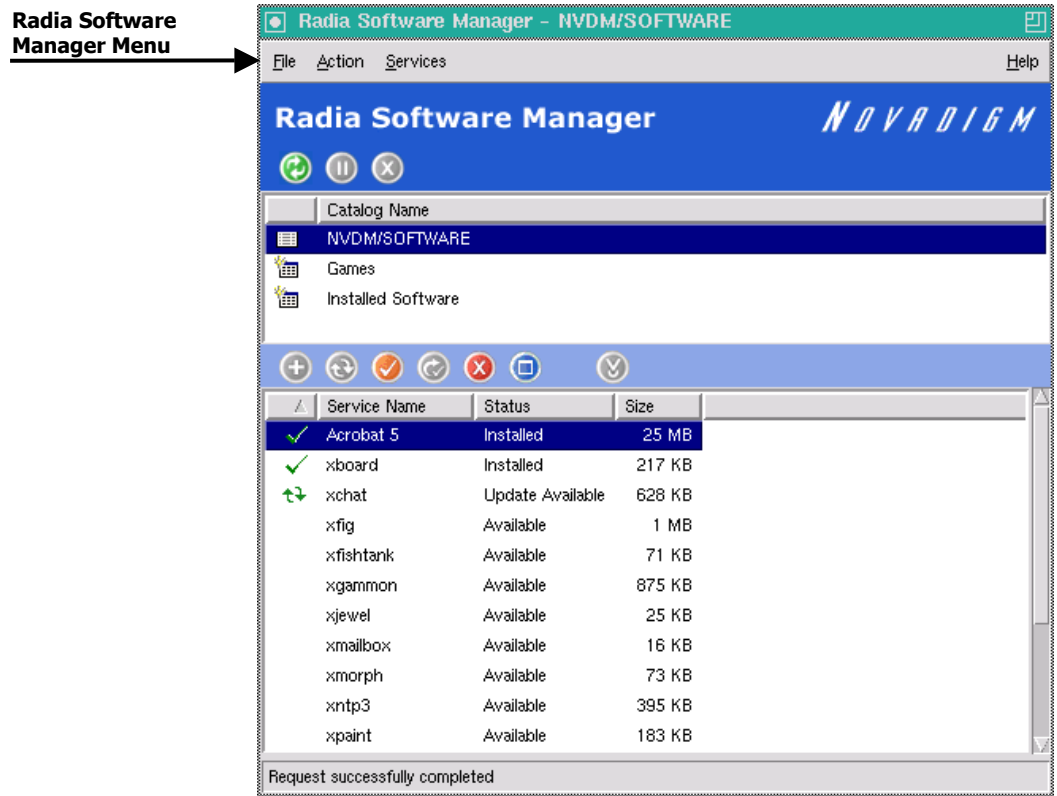 Radia Software
Manager Menu
Radia Software Manager - NVDM/SOFTWARE
File Action Services Help
Radia Software Manager NOVADIGM
Catalog Name
NVDM/SOFTWARE
Games
Installed Software
Service Name Status Size
Acrobat 5 Installed 25 MB
xboard Installed 217 KB
xchat Update Available 628 KB
xfig Available 1 MB
xfishtank Available 71 KB
xgammon Available 875 KB
xjewel Available 25 KB
xmailbox Available 16 KB
xmorph Available 73 KB
xntp3 Available 395 KB
xpaint Available 183 KB
Request successfully completed